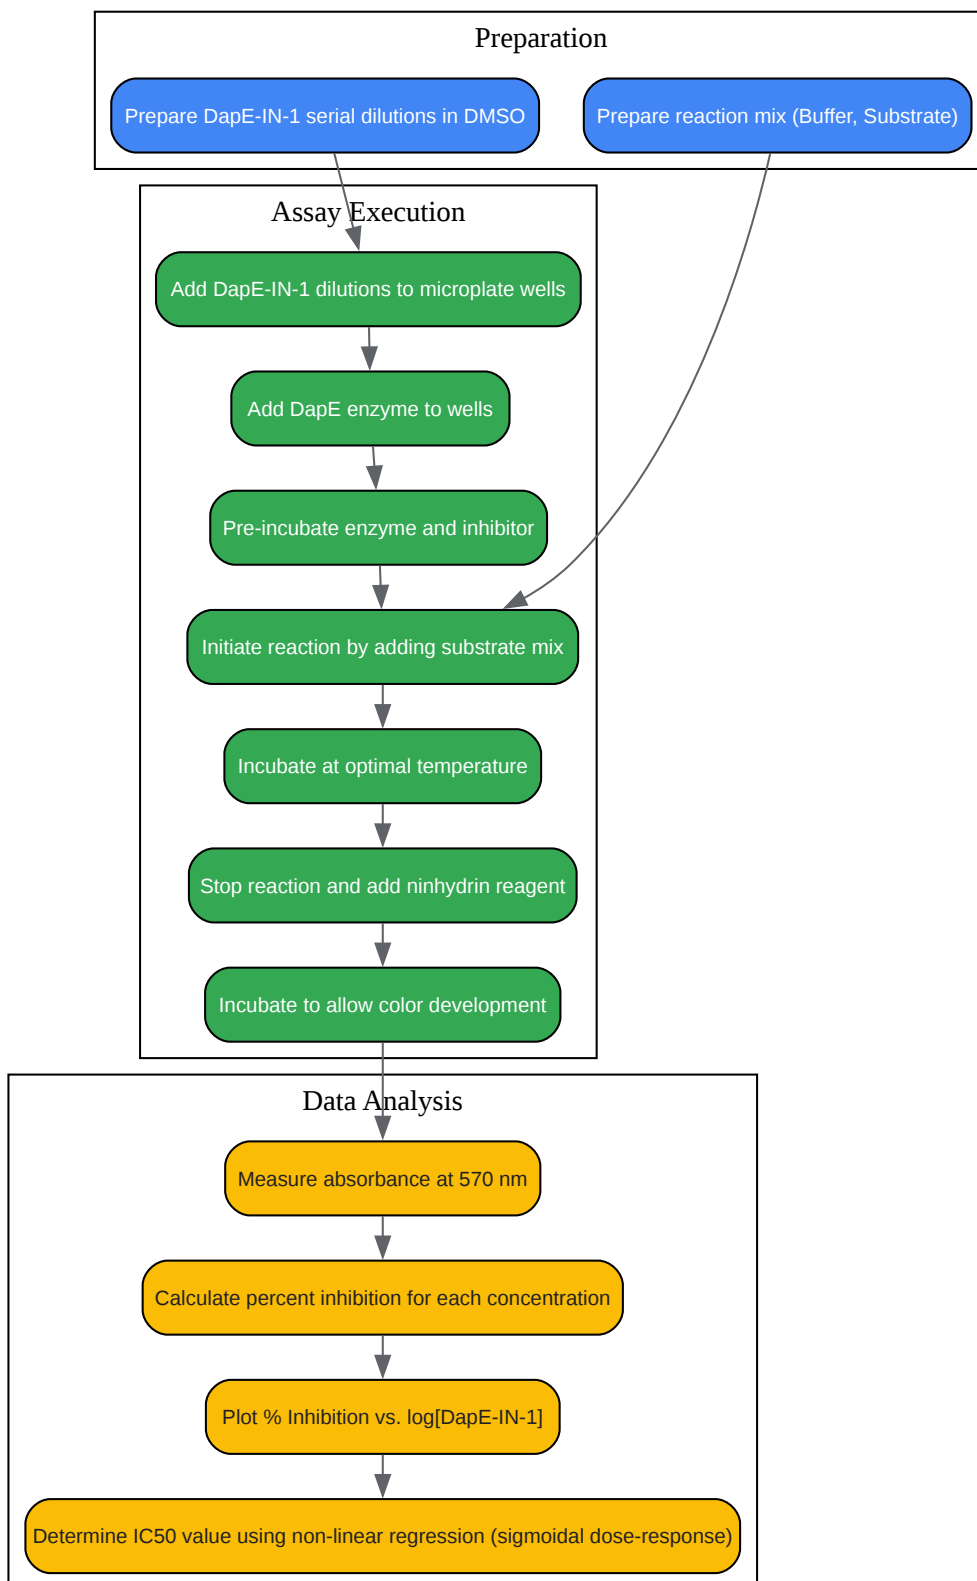 Preparation
Prepare DapE-IN-1 serial dilutions in DMSO
Prepare reaction mix (Buffer, Substrate)
Assay Execution
Add DapE-IN-1 dilutions to microplate wells
Add DapE enzyme to wells
Pre-incubate enzyme and inhibitor
Initiate reaction by adding substrate mix
Incubate at optimal temperature
Stop reaction and add ninhydrin reagent
Incubate to allow color development
Data Analysis
Measure absorbance at 570 nm
Calculate percent inhibition for each concentration
Plot % Inhibition vs. log[DapE-IN-1]
Determine IC50 value using non-linear regression (sigmoidal dose-response)